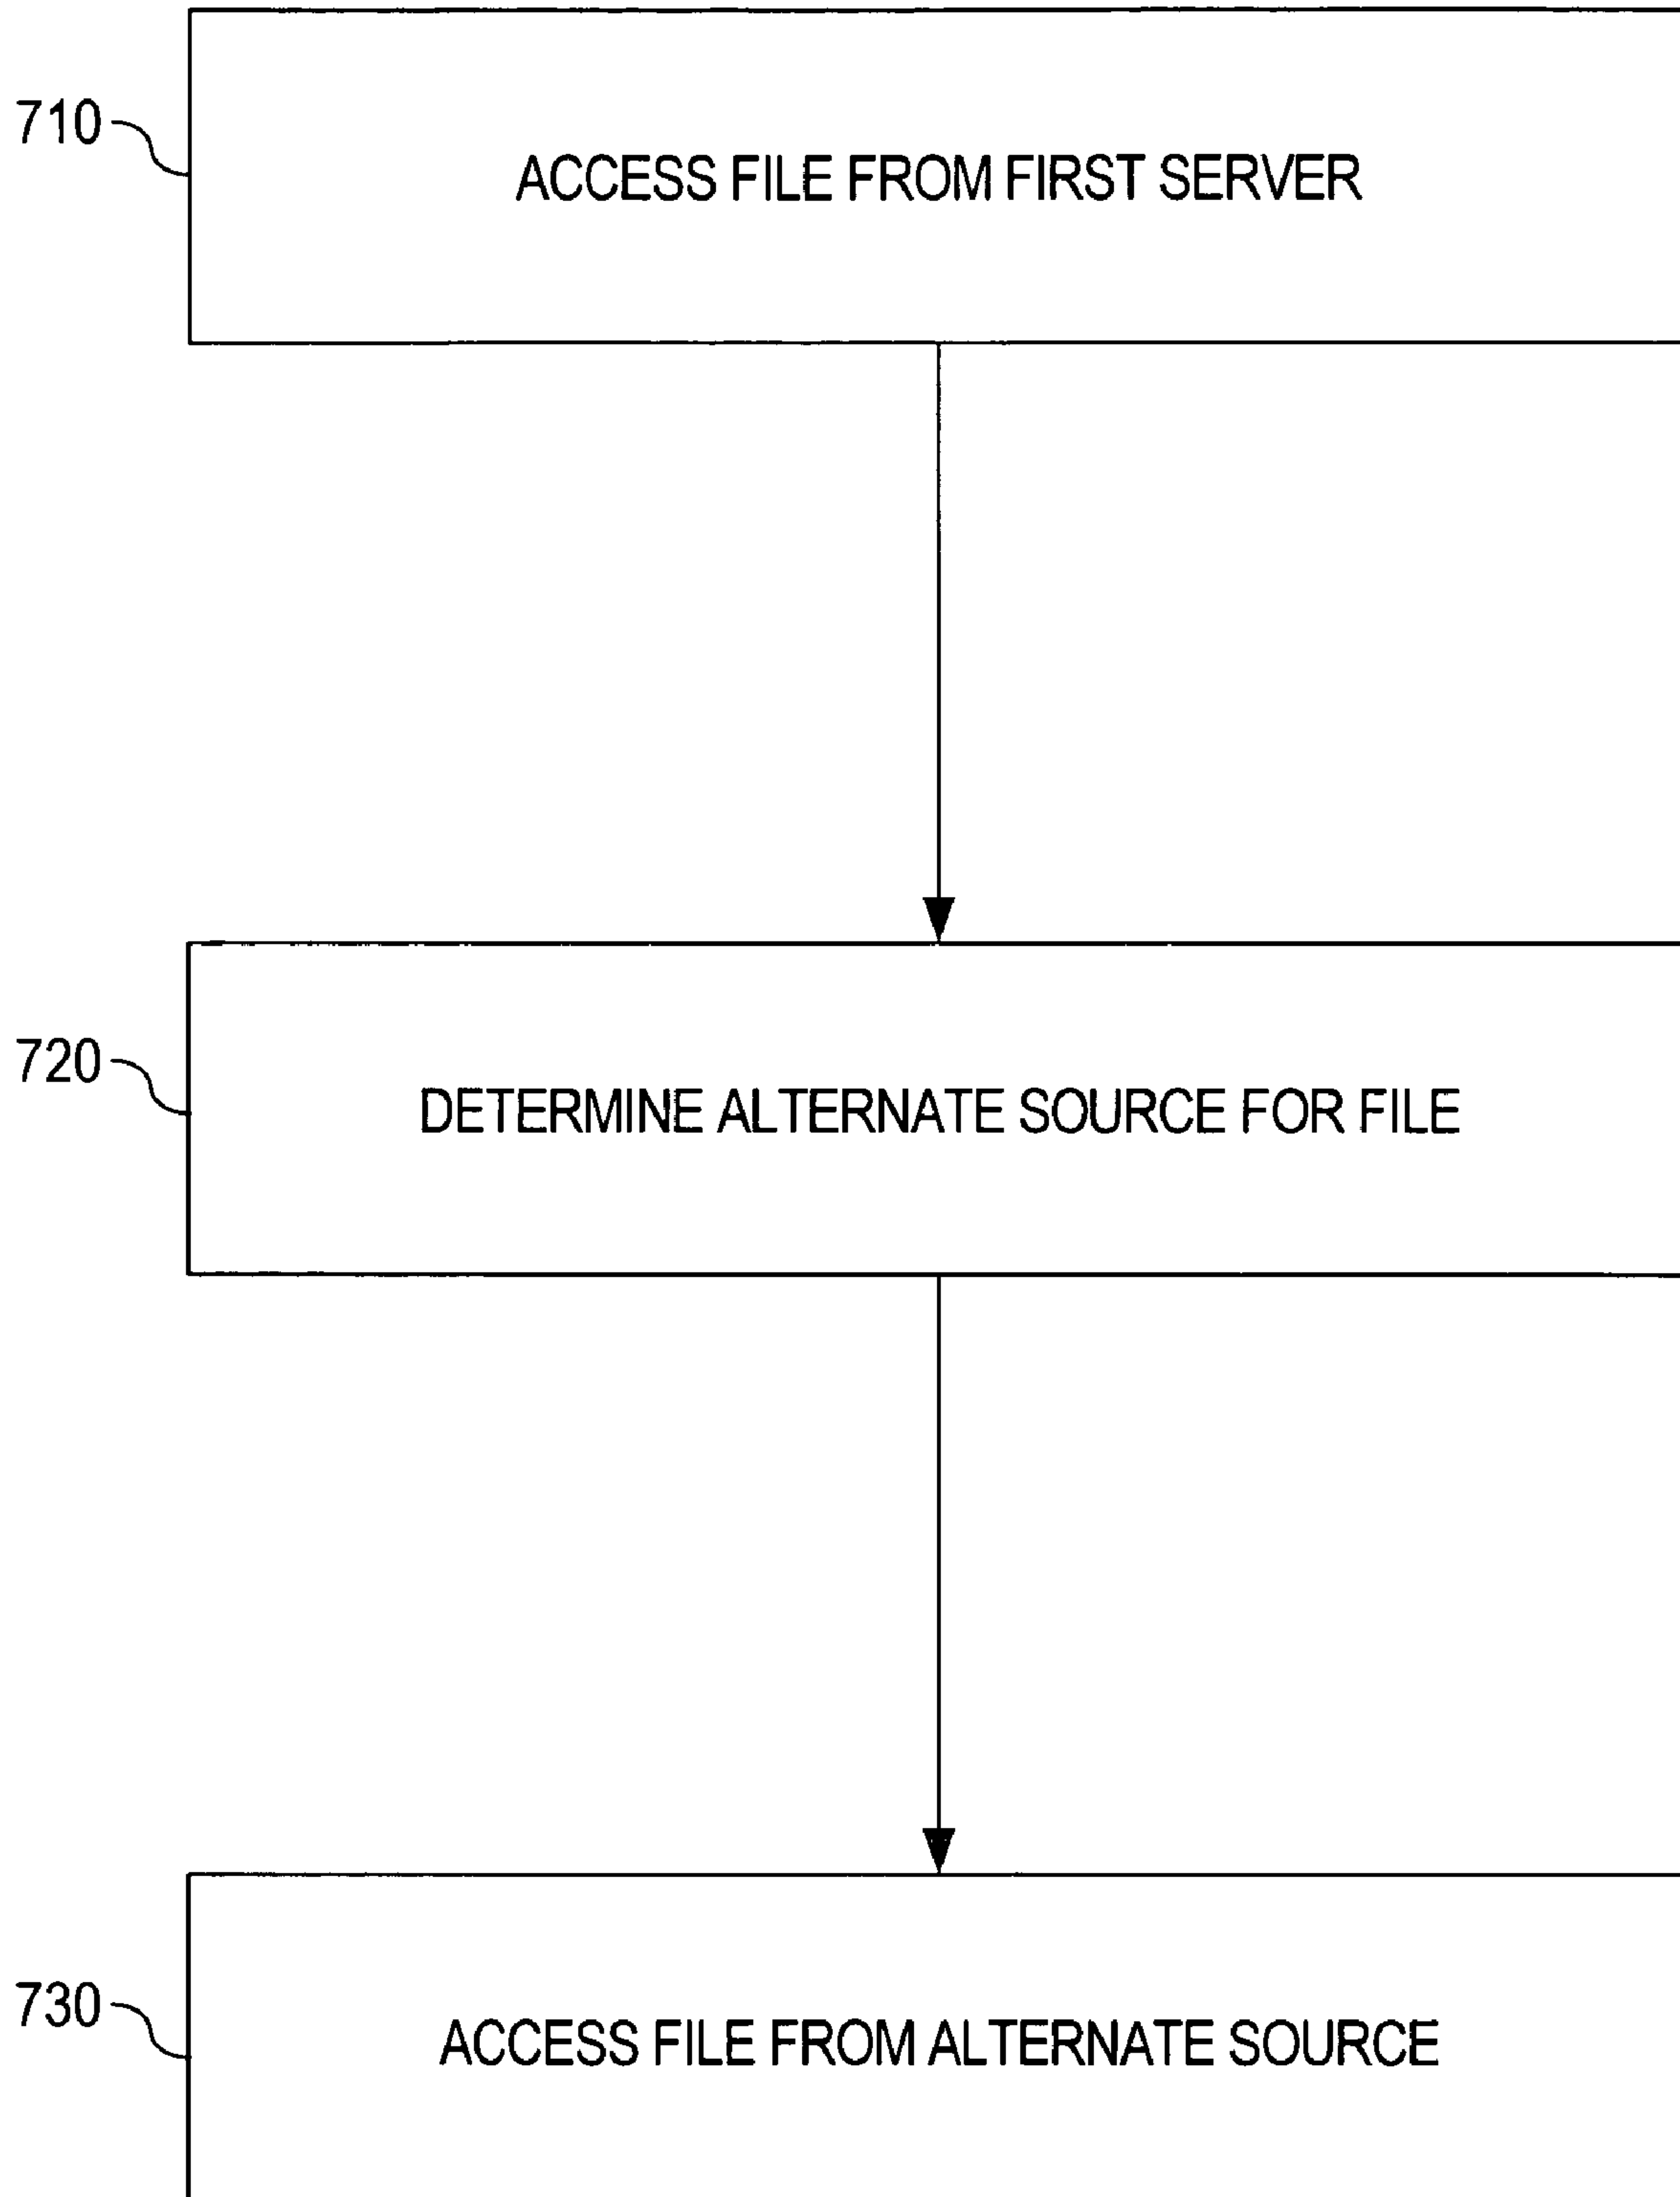 710
ACCESS FILE FROM FIRST SERVER
720
DETERMINE ALTERNATE SOURCE FOR FILE
730
ACCESS FILE FROM ALTERNATE SOURCE